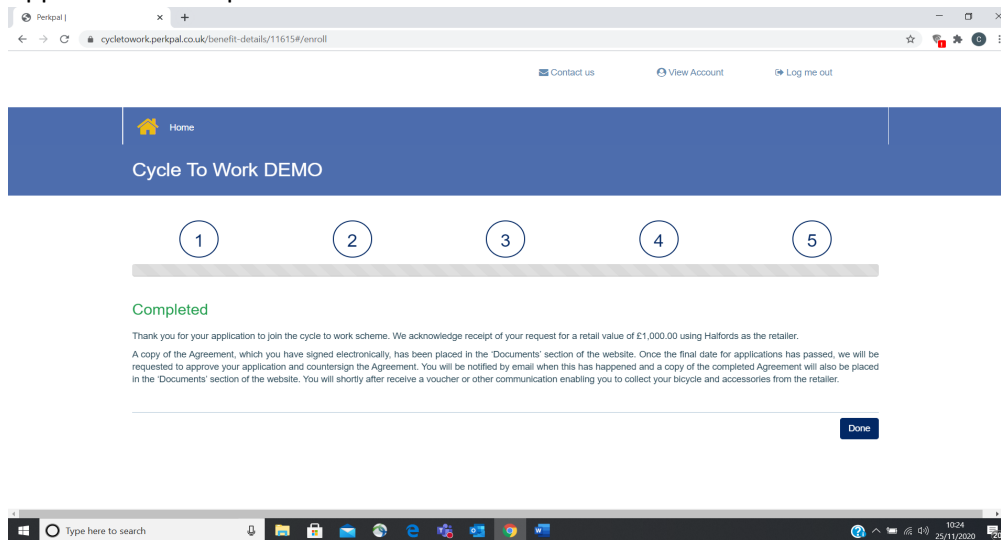 Perkpal |
cycletowork.perkpal.co.uk/benefit-details/11615#/enroll
C
Contact us View Account Log me out
Home
Cycle To Work DEMO
1 2 3 4 5
Completed
Thank you for your application to join the cycle to work scheme. We acknowledge receipt of your request for a retail value of £1,000.00 using Halfords as the retailer.
A copy of the Agreement, which you have signed electronically, has been placed in the 'Documents' section of the website. Once the final date for applications has passed, we will be
requested to approve your application and countersign the Agreement. You will be notified by email when this has happened and a copy of the completed Agreement will also be placed
in the 'Documents' section of the website. You will shortly after receive a voucher or other communication enabling you to collect your bicycle and accessories from the retailer.
Done
Type here to search
10:24
25/11/2020